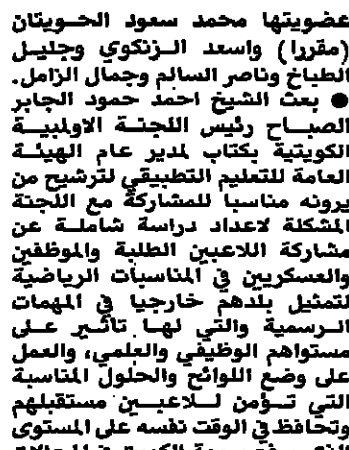 عضويتها محمد سعود الحويتان
(مقررا) واسعد الزنكوي وجليل
الطباخ وناصر السالم وجمال الزامل.
● بعث الشيخ احمد حمود الجابر
الصباح رئيس اللجنة الاولمبية
الكويتية بكتاب لمدير عام الهيئة
العامة للتعليم التطبيقي لترشيح من
يرونه مناسبا للمشاركة مع اللجنة
المشكلة لاعداد دراسة شاملة عن
مشاركة اللاعبين الطلبة والموظفين
والعسكريين في المناسبات الرياضية
لتمثيل بلدهم خارجيا في المهمات
الرسمية والتي لها تأثير على
مستواهم الوظيفي والعلمي، والعمل
على وضع اللوائح والحلول المناسبة
التي تؤمن للاعبين مستقبلهم
وتحافظ في الوقت نفسه على المستوى